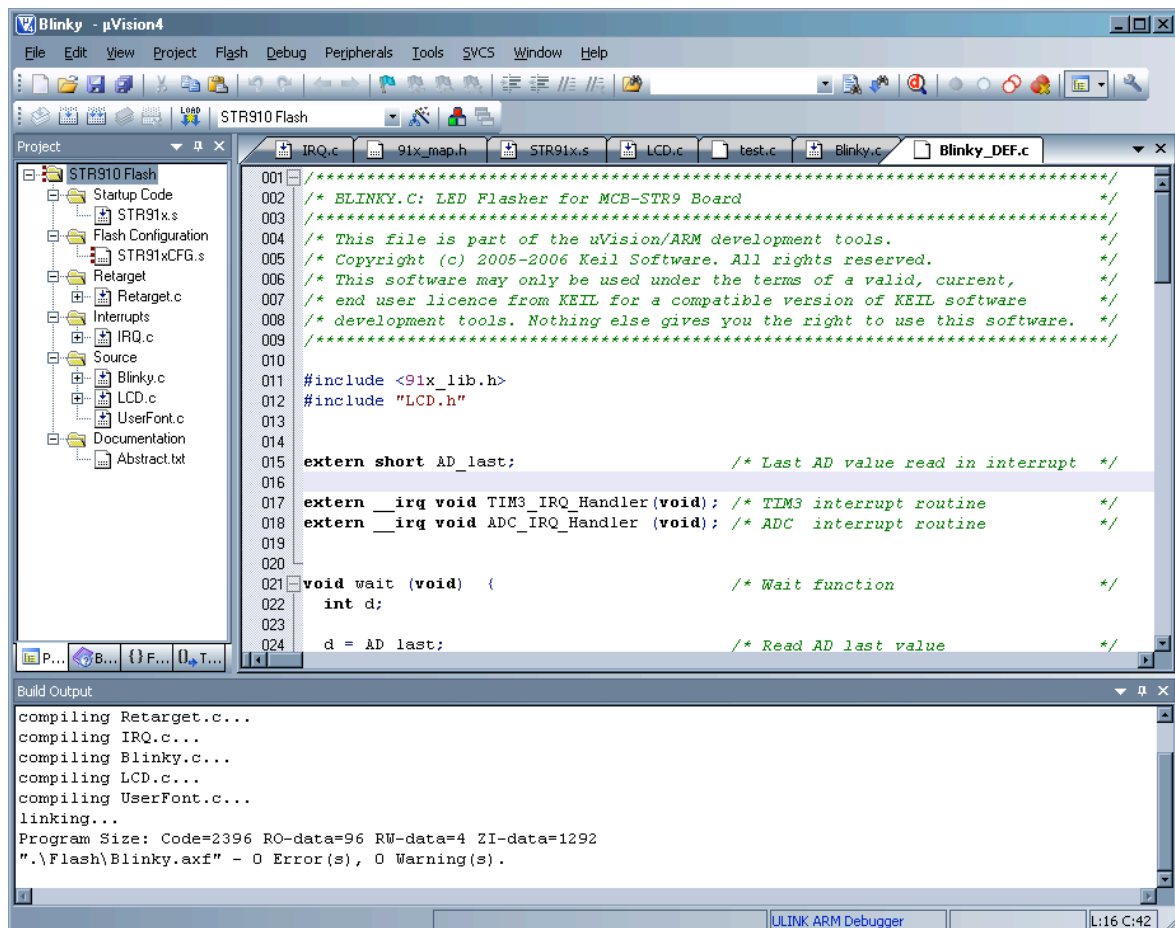 Blinky - µVision4
File Edit View Project Flash Debug Peripherals Tools SVCS Window Help
LOAD STR910 Flash
Project
STR910 Flash
Startup Code
STR91x.s
Flash Configuration
STR91xCFG.s
Retarget
Retarget.c
Interrupts
IRQ.c
Source
Blinky.c
LCD.c
UserFont.c
Documentation
Abstract.txt
P... B... {} F... 0 T...
IRQ.c 91x_map.h STR91x.s LCD.c test.c Blinky.c Blinky_DEF.c
001 /*****************************************************************************/
002 /* BLINKY.C: LED Flasher for MCB-STR9 Board */
003 /*****************************************************************************/
004 /* This file is part of the uVision/ARM development tools. */
005 /* Copyright (c) 2005-2006 Keil Software. All rights reserved. */
006 /* This software may only be used under the terms of a valid, current, */
007 /* end user licence from KEIL for a compatible version of KEIL software */
008 /* development tools. Nothing else gives you the right to use this software. */
009 /*****************************************************************************/
010
011 #include <91x_lib.h>
012 #include "LCD.h"
013
014
015 extern short AD_last; /* Last AD value read in interrupt */
016
017 extern __irq void TIM3_IRQ_Handler(void); /* TIM3 interrupt routine */
018 extern __irq void ADC_IRQ_Handler (void); /* ADC interrupt routine */
019
020
021 void wait (void) { /* Wait function */
022 int d;
023
024 d = AD_last; /* Read AD last value */
Build Output
compiling Retarget.c...
compiling IRQ.c...
compiling Blinky.c...
compiling LCD.c...
compiling UserFont.c...
linking...
Program Size: Code=2396 RO-data=96 RW-data=4 ZI-data=1292
".\Flash\Blinky.axf" - 0 Error(s), 0 Warning(s).
ULINK ARM Debugger L:16 C:42